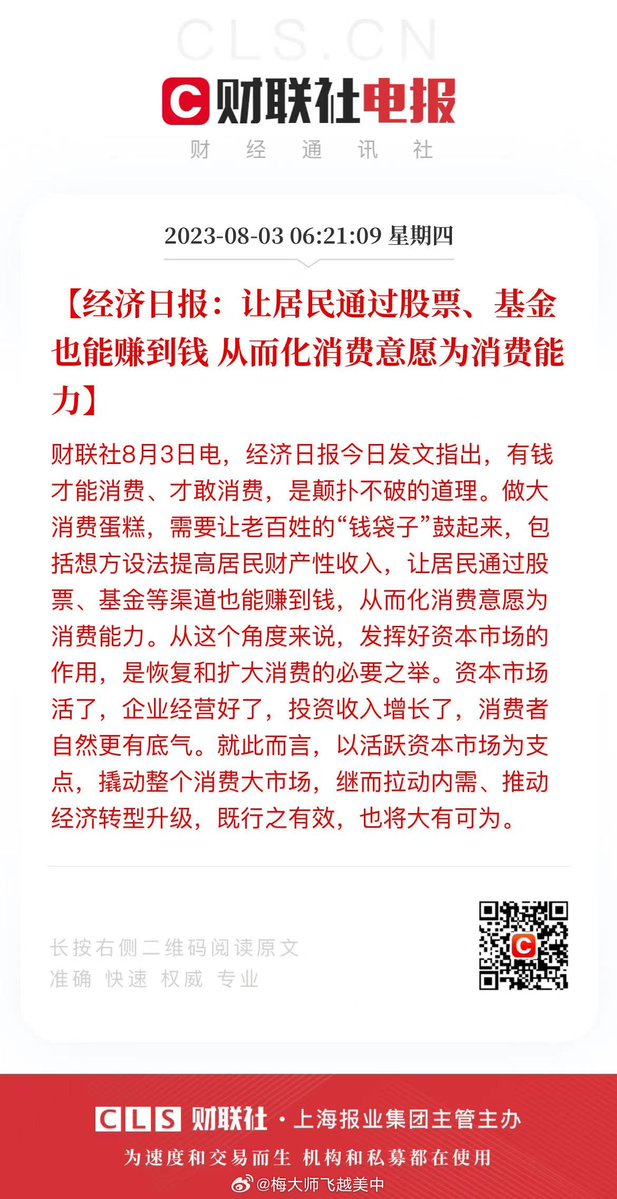 CLS.CN
C 财联社电报
财经通讯社
2023-08-03 06:21:09 星期四
【经济日报：让居民通过股票、基金
也能赚到钱 从而化消费意愿为消费能
力】
财联社8月3日电，经济日报今日发文指出，有钱
才能消费、才敢消费，是颠扑不破的道理。做大
消费蛋糕，需要让老百姓的“钱袋子”鼓起来，包
括想方设法提高居民财产性收入，让居民通过股
票、基金等渠道也能赚到钱，从而化消费意愿为
消费能力。从这个角度来说，发挥好资本市场的
作用，是恢复和扩大消费的必要之举。资本市场
活了，企业经营好了，投资收入增长了，消费者
自然更有底气。就此而言，以活跃资本市场为支
点，撬动整个消费大市场，继而拉动内需、推动
经济转型升级，既行之有效，也将大有可为。
长按右侧二维码阅读原文
准确 快速 权威 专业
C
CLS 财联社·上海报业集团主管主办
为速度和交易而生 机构和私募都在使用
@梅大师飞越美中